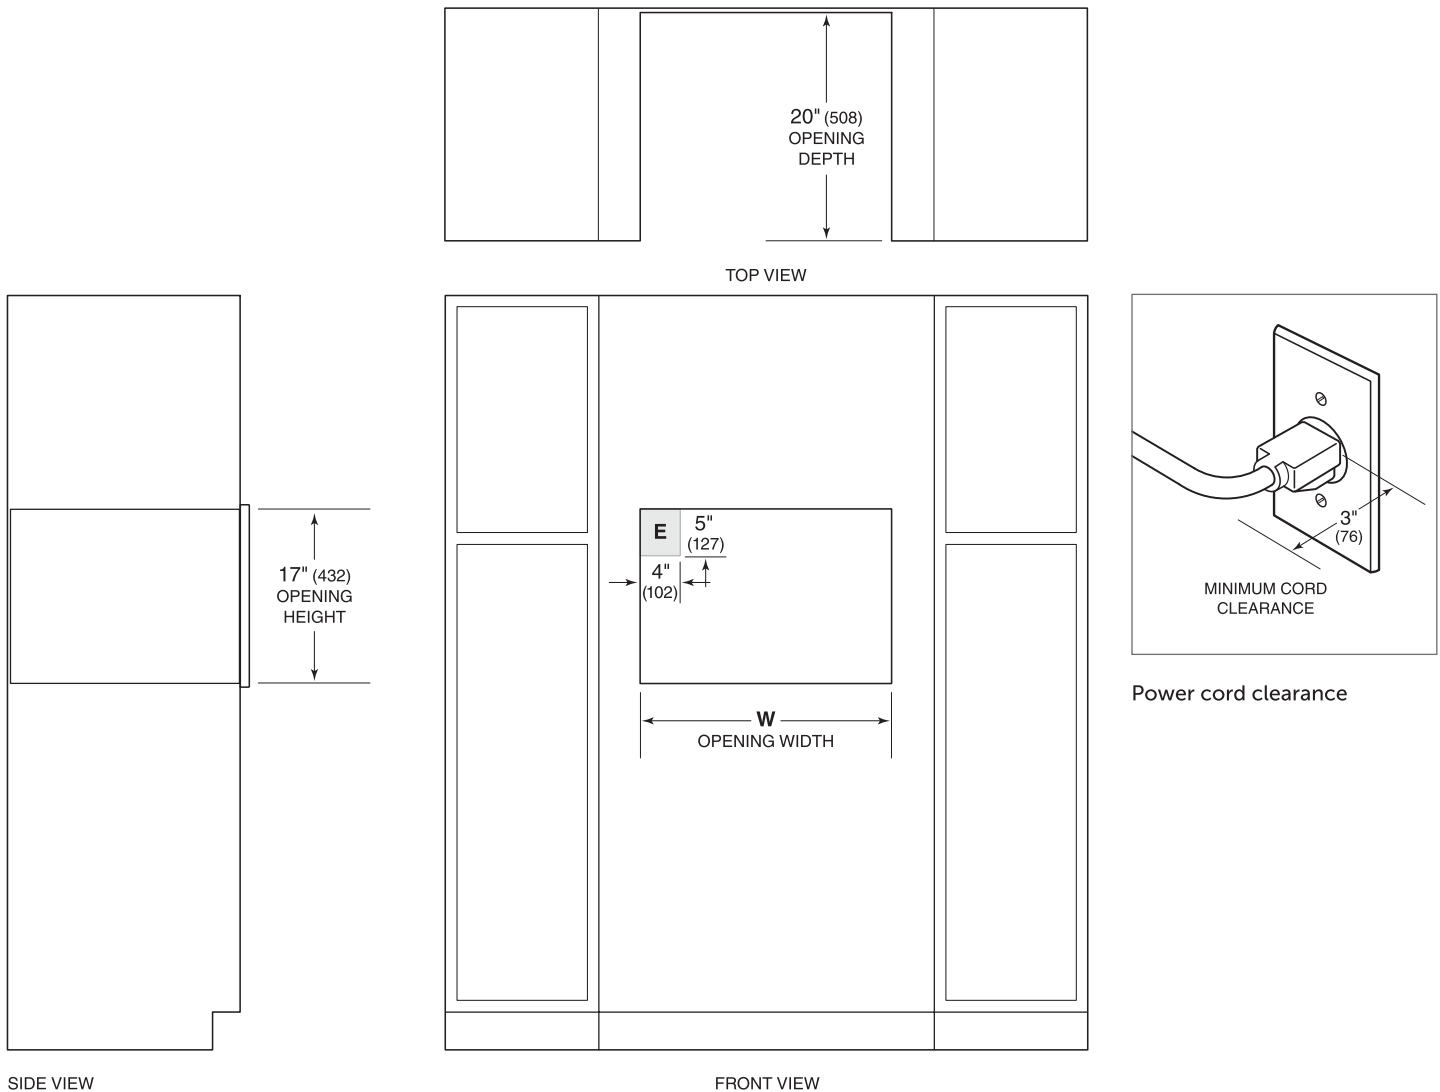 20" (508)
OPENING
DEPTH
TOP VIEW
17" (432)
OPENING
HEIGHT
E
5"
(127)
4"
(102)
W
OPENING WIDTH
3"
(76)
MINIMUM CORD
CLEARANCE
Power cord clearance
SIDE VIEW
FRONT VIEW